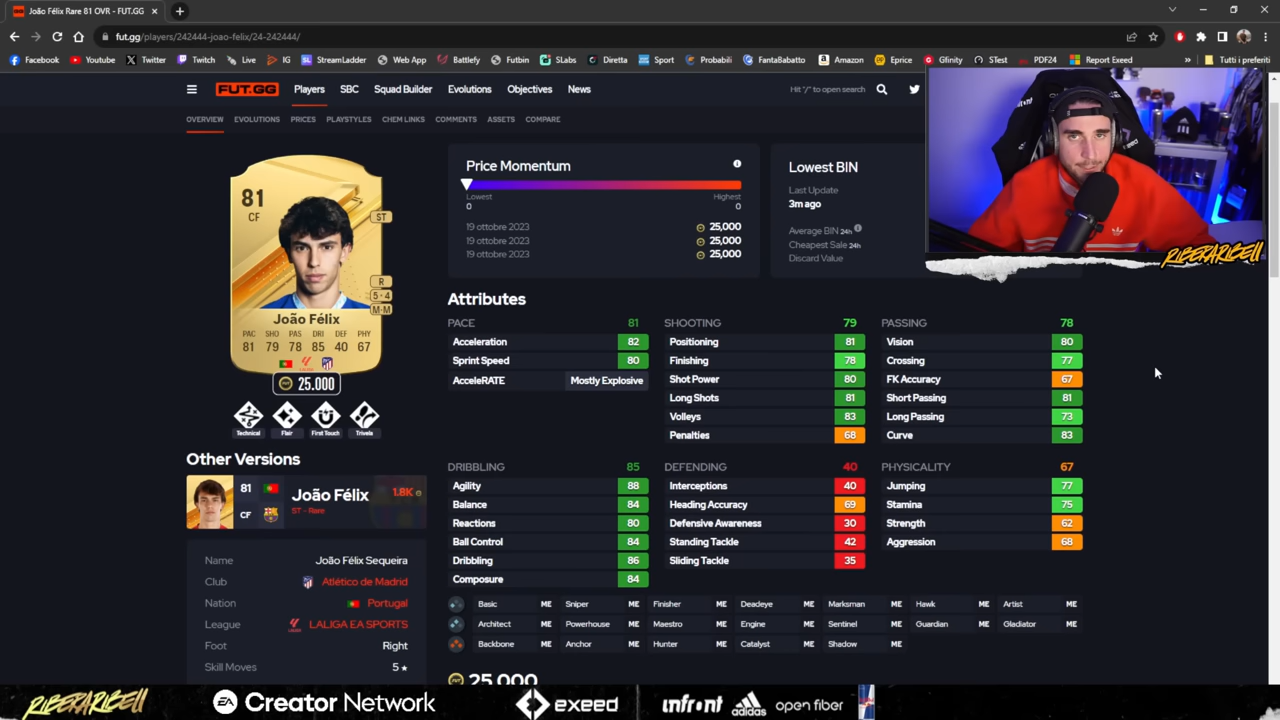 João Félix Rare 81 OVR - FUT.GG
fut.gg/players/242444-joao-felix/24-242444/
Facebook Youtube Twitter Twitch Live IG StreamLadder Web App Battlefy Futbin SLabs Diretta Sport Probabili FantaBabatto Amazon Eprice Gfinity STest PDF24 Report Exeed » Tutti i preferiti
FUT.GG Players SBC Squad Builder Evolutions Objectives News Hit "/" to open search
OVERVIEW EVOLUTIONS PRICES PLAYSTYLES CHEM LINKS COMMENTS ASSETS COMPARE
81
CF
ST
R
5 - 4
M-M
João Félix
PAC SHO PAS DRI DEF PHY
81 79 78 85 40 67
25.000
Technical Flair First Touch Trivela
Price Momentum
Lowest Highest
0 0
19 ottobre 2023 25,000
19 ottobre 2023 25,000
19 ottobre 2023 25,000
Lowest BIN
Last Update
3m ago
Average BIN 24h
Cheapest Sale 24h
Discard Value
RIBERARIBELL
Attributes
PACE 81
Acceleration 82
Sprint Speed 80
AcceleRATE Mostly Explosive
SHOOTING 79
Positioning 81
Finishing 78
Shot Power 80
Long Shots 81
Volleys 83
Penalties 68
PASSING 78
Vision 80
Crossing 77
FK Accuracy 67
Short Passing 81
Long Passing 73
Curve 83
DRIBBLING 85
Agility 88
Balance 84
Reactions 80
Ball Control 84
Dribbling 86
Composure 84
DEFENDING 40
Interceptions 40
Heading Accuracy 69
Defensive Awareness 30
Standing Tackle 42
Sliding Tackle 35
PHYSICALITY 67
Jumping 77
Stamina 75
Strength 62
Aggression 68
Basic ME Sniper ME Finisher ME Deadeye ME Marksman ME Hawk ME Artist ME
Architect ME Powerhouse ME Maestro ME Engine ME Sentinel ME Guardian ME Gladiator ME
Backbone ME Anchor ME Hunter ME Catalyst ME Shadow ME
25.000
Other Versions
81
CF
João Félix
ST - Rare
1.8K
Name João Félix Sequeira
Club Atlético de Madrid
Nation Portugal
League LALIGA EA SPORTS
Foot Right
Skill Moves 5
RIBERARIBELL EA Creator Network exeed infront adidas open fiber